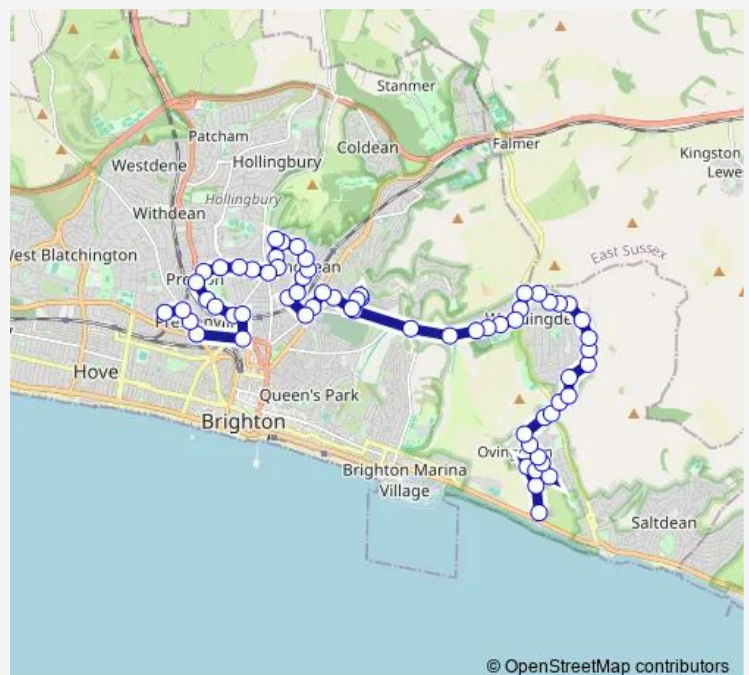 Stanmer
Patcham
Coldean
Falmer
Westdene
Hollingbury
Kingston
Lewe
Hollingbury
Withdean
East Sussex
est Blatchington
Hove
Queen's Park
Brighton
Brighton Marina
Village
Saltdean
© OpenStreetMap contributors